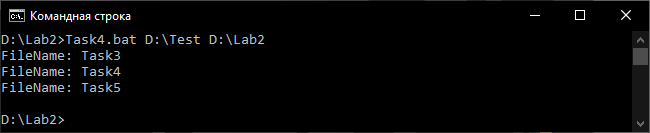 Командная строка
D:\Lab2>Task4.bat D:\Test D:\Lab2
FileName: Task3
FileName: Task4
FileName: Task5
D:\Lab2>